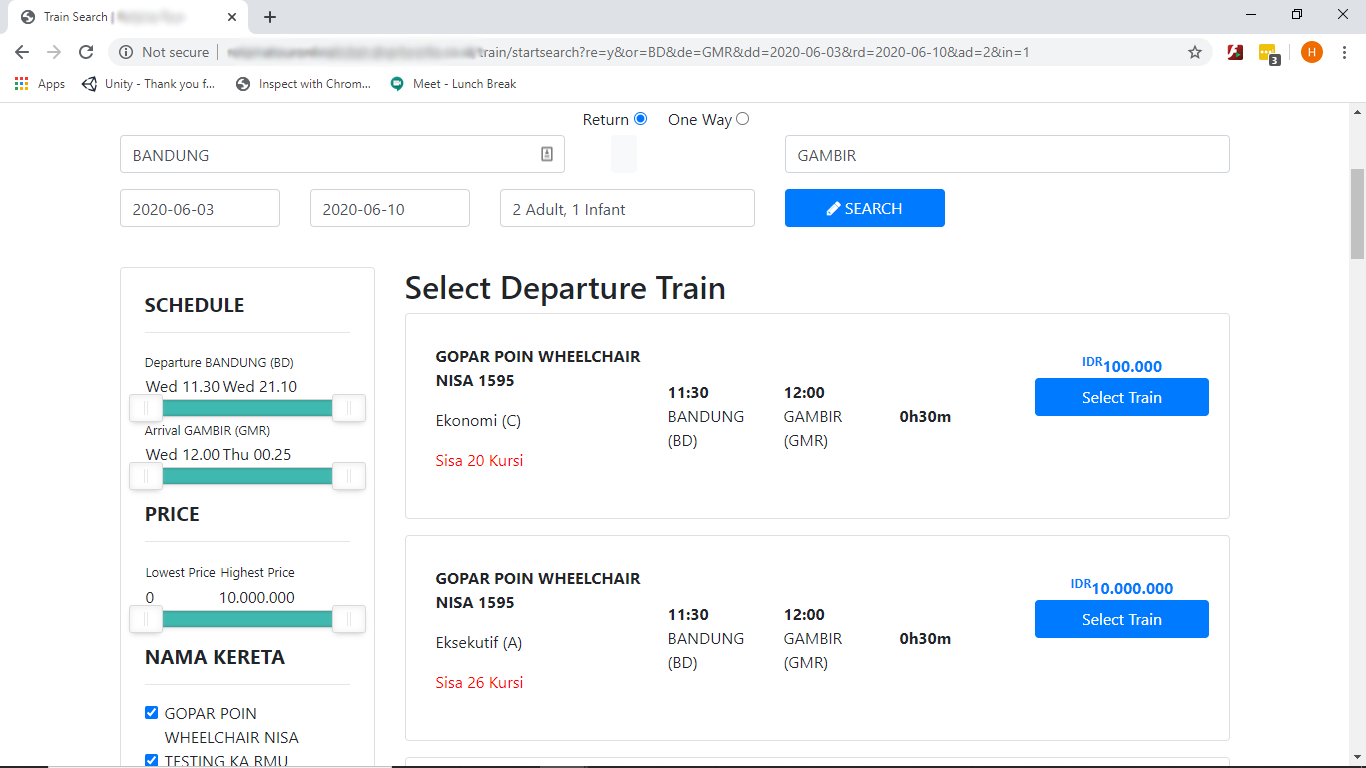 Train Search |
Not secure
train/startsearch?re=y&or=BD&de=GMR&dd=2020-06-03&rd=2020-06-10&ad=2&in=1
3
H
Apps
Unity - Thank you f...
Inspect with Chrom...
Meet - Lunch Break
Return
One Way
BANDUNG
GAMBIR
2020-06-03
2020-06-10
2 Adult, 1 Infant
SEARCH
SCHEDULE
Departure BANDUNG (BD)
Wed 11.30 Wed 21.10
Arrival GAMBIR (GMR)
Wed 12.00 Thu 00.25
PRICE
Lowest Price Highest Price
0 10.000.000
NAMA KERETA
GOPAR POIN
WHEELCHAIR NISA
TESTING KA RMU
Select Departure Train
GOPAR POIN WHEELCHAIR
NISA 1595
Ekonomi (C)
Sisa 20 Kursi
11:30
BANDUNG
(BD)
12:00
GAMBIR
(GMR)
0h30m
IDR100.000
Select Train
GOPAR POIN WHEELCHAIR
NISA 1595
Eksekutif (A)
Sisa 26 Kursi
11:30
BANDUNG
(BD)
12:00
GAMBIR
(GMR)
0h30m
IDR10.000.000
Select Train